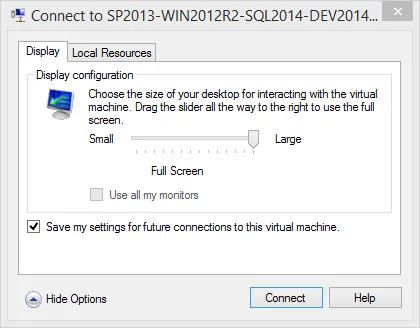 Connect to SP2013-WIN2012R2-SQL2014-DEV2014...
Display
Local Resources
Display configuration
Choose the size of your desktop for interacting with the virtual
machine. Drag the slider all the way to the right to use the full
screen.
Small
Large
Full Screen
Use all my monitors
Save my settings for future connections to this virtual machine.
Hide Options
Connect
Help